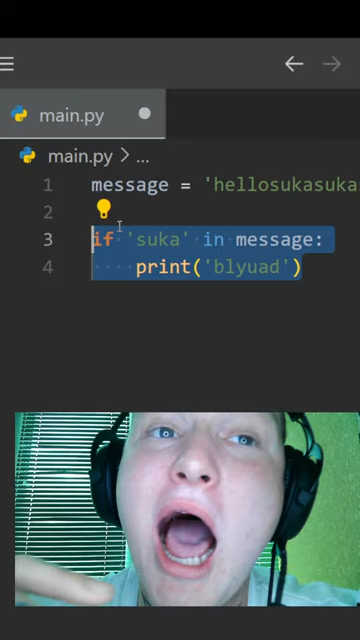 main.py
main.py > ...
1 message = 'hellosukasuka
2
3 if 'suka' in message:
4 print('blyuad')